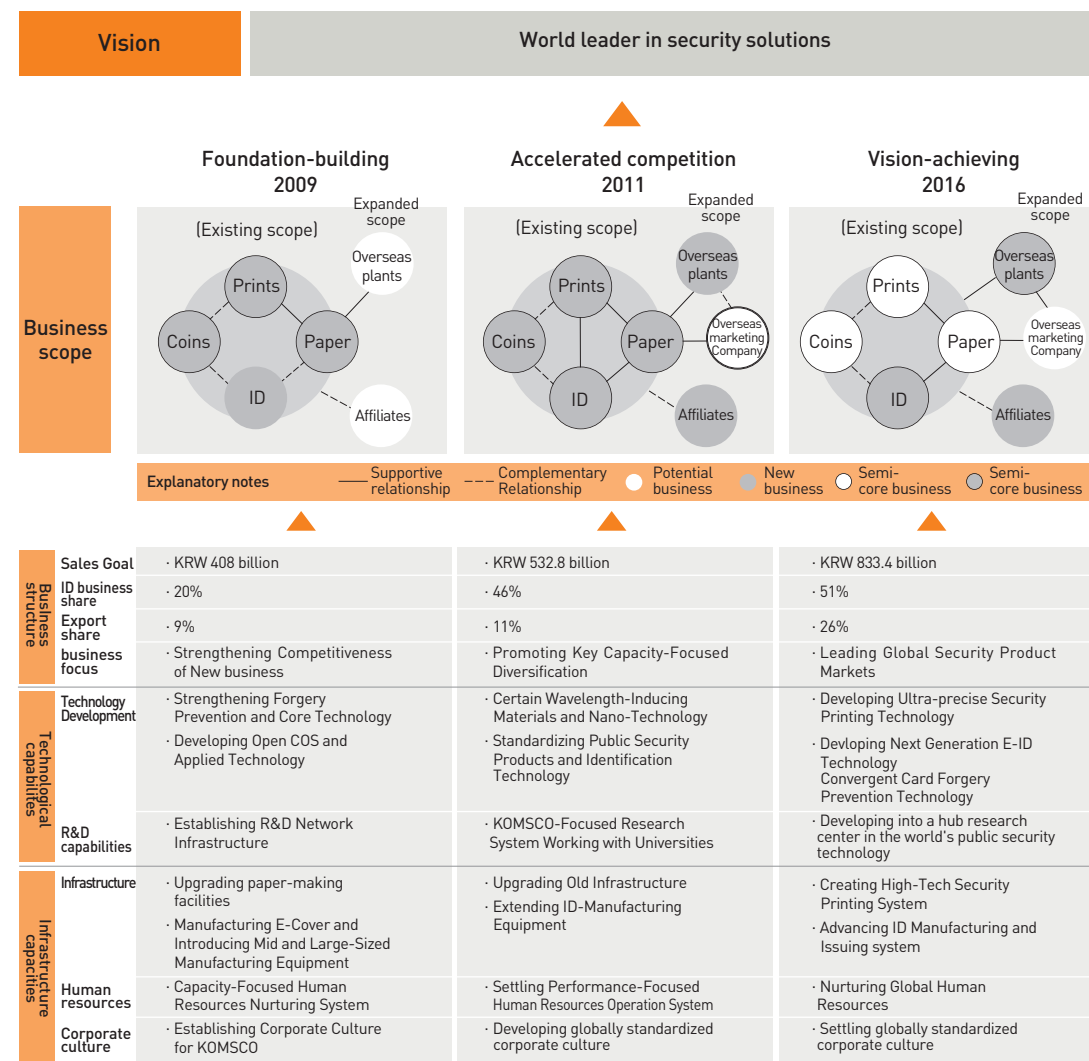 Vision
World leader in security solutions
Foundation-building
2009
Accelerated competition
2011
Vision-achieving
2016
Business
scope
(Existing scope)
Expanded
scope
Overseas
plants
Prints
Coins
Paper
ID
Affiliates
(Existing scope)
Expanded
scope
Overseas
plants
Prints
Coins
Paper
Overseas
marketing
Company
ID
Affiliates
(Existing scope)
Expanded
scope
Overseas
plants
Prints
Coins
Paper
Overseas
marketing
Company
ID
Affiliates
Explanatory notes
Supportive
relationship
Complementary
Relationship
Potential
business
New
business
Semi-
core business
Semi-
core business
BusIness
structure
Sales Goal
· KRW 408 billion
· KRW 532.8 billion
· KRW 833.4 billion
ID business
share
· 20%
· 46%
· 51%
Export
share
· 9%
· 11%
· 26%
business
focus
· Strengthening Competitiveness
of New business
· Promoting Key Capacity-Focused
Diversification
· Leading Global Security Product
Markets
Technological
capabilites
Technology
Development
· Strengthening Forgery
Prevention and Core Technology
· Developing Open COS and
Applied Technology
· Certain Wavelength-Inducing
Materials and Nano-Technology
· Standardizing Public Security
Products and Identification
Technology
· Developing Ultra-precise Security
Printing Technology
· Devloping Next Generation E-ID
Technology
Convergent Card Forgery
Prevention Technology
R&D
capabilities
· Establishing R&D Network
Infrastructure
· KOMSCO-Focused Research
System Working with Universities
· Developing into a hub research
center in the world's public security
technology
Infrastructure
capacities
Infrastructure
· Upgrading paper-making
facilities
· Manufacturing E-Cover and
Introducing Mid and Large-Sized
Manufacturing Equipment
· Upgrading Old Infrastructure
· Extending ID-Manufacturing
Equipment
· Creating High-Tech Security
Printing System
· Advancing ID Manufacturing and
Issuing system
Human
resources
· Capacity-Focused Human
Resources Nurturing System
· Settling Performance-Focused
Human Resources Operation System
· Nurturing Global Human
Resources
Corporate
culture
· Establishing Corporate Culture
for KOMSCO
· Developing globally standardized
corporate culture
· Settling globally standardized
corporate culture